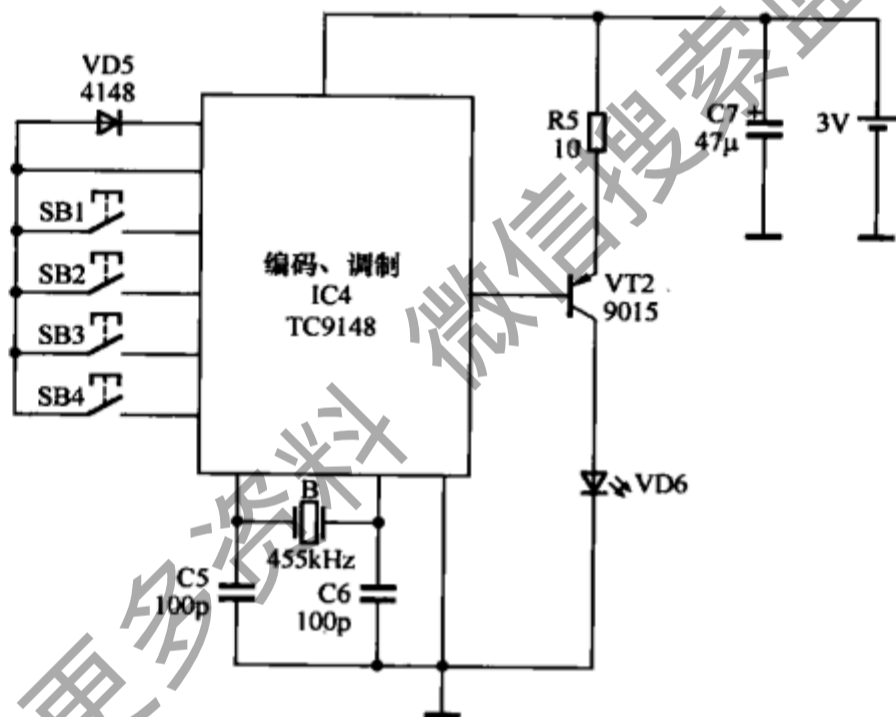 VD5
4148
R5
10
C7
+
47μ
3V
SB1
SB2
SB3
SB4
编码、调制
IC4
TC9148
VT2
9015
VD6
B
455kHz
C5
100p
C6
100p
更多资料 微信搜索蓝